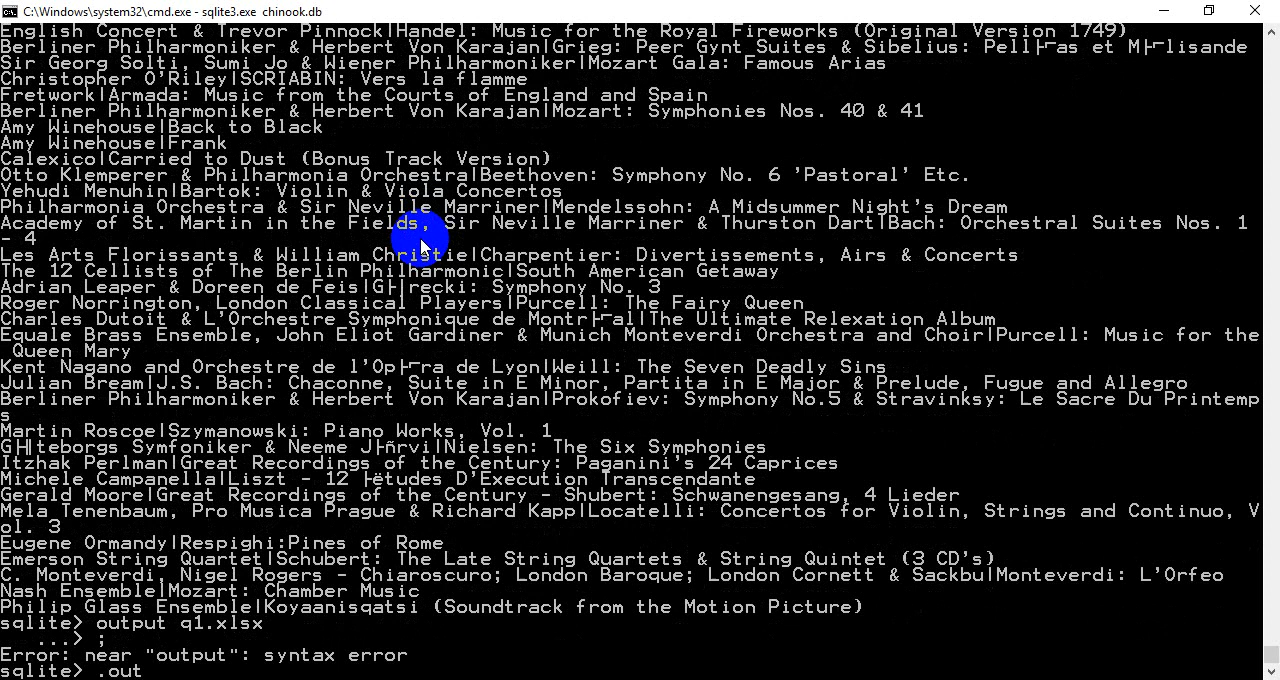 C:\Windows\system32\cmd.exe - sqlite3.exe chinook.db
English Concert & Trevor Pinnock|Handel: Music for the Royal Fireworks (Original Version 1749)
Berliner Philharmoniker & Herbert Von Karajan|Grieg: Peer Gynt Suites & Sibelius: Pell├⌐as et M├⌐lisande
Sir Georg Solti, Sumi Jo & Wiener Philharmoniker|Mozart Gala: Famous Arias
Christopher O'Riley|SCRIABIN: Vers la flamme
Fretwork|Armada: Music from the Courts of England and Spain
Berliner Philharmoniker & Herbert Von Karajan|Mozart: Symphonies Nos. 40 & 41
Amy Winehouse|Back to Black
Amy Winehouse|Frank
Calexico|Carried to Dust (Bonus Track Version)
Otto Klemperer & Philharmonia Orchestra|Beethoven: Symphony No. 6 'Pastoral' Etc.
Yehudi Menuhin|Bartok: Violin & Viola Concertos
Philharmonia Orchestra & Sir Neville Marriner|Mendelssohn: A Midsummer Night's Dream
Academy of St. Martin in the Fields, Sir Neville Marriner & Thurston Dart|Bach: Orchestral Suites Nos. 1
- 4
Les Arts Florissants & William Christie|Charpentier: Divertissements, Airs & Concerts
The 12 Cellists of The Berlin Philharmonic|South American Getaway
Adrian Leaper & Doreen de Feis|G├│recki: Symphony No. 3
Roger Norrington, London Classical Players|Purcell: The Fairy Queen
Charles Dutoit & L'Orchestre Symphonique de Montr├⌐al|The Ultimate Relexation Album
Equale Brass Ensemble, John Eliot Gardiner & Munich Monteverdi Orchestra and Choir|Purcell: Music for the
Queen Mary
Kent Nagano and Orchestre de l'Op├⌐ra de Lyon|Weill: The Seven Deadly Sins
Julian Bream|J.S. Bach: Chaconne, Suite in E Minor, Partita in E Major & Prelude, Fugue and Allegro
Berliner Philharmoniker & Herbert Von Karajan|Prokofiev: Symphony No.5 & Stravinksy: Le Sacre Du Printemp
s
Martin Roscoe|Szymanowski: Piano Works, Vol. 1
G├╢teborgs Symfoniker & Neeme J├ñrvi|Nielsen: The Six Symphonies
Itzhak Perlman|Great Recordings of the Century: Paganini's 24 Caprices
Michele Campanella|Liszt - 12 ├ëtudes D'Execution Transcendante
Gerald Moore|Great Recordings of the Century - Shubert: Schwanengesang, 4 Lieder
Mela Tenenbaum, Pro Musica Prague & Richard Kapp|Locatelli: Concertos for Violin, Strings and Continuo, V
ol. 3
Eugene Ormandy|Respighi:Pines of Rome
Emerson String Quartet|Schubert: The Late String Quartets & String Quintet (3 CD's)
C. Monteverdi, Nigel Rogers - Chiaroscuro; London Baroque; London Cornett & Sackbu|Monteverdi: L'Orfeo
Nash Ensemble|Mozart: Chamber Music
Philip Glass Ensemble|Koyaanisqatsi (Soundtrack from the Motion Picture)
sqlite> output q1.xlsx
...> ;
Error: near "output": syntax error
sqlite> .out